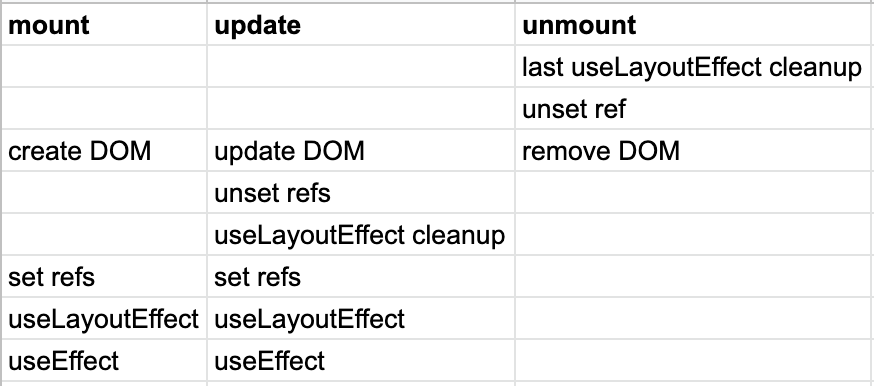 mount update unmount
last useLayoutEffect cleanup
unset ref
create DOM update DOM remove DOM
unset refs
useLayoutEffect cleanup
set refs set refs
useLayoutEffect useLayoutEffect
useEffect useEffect